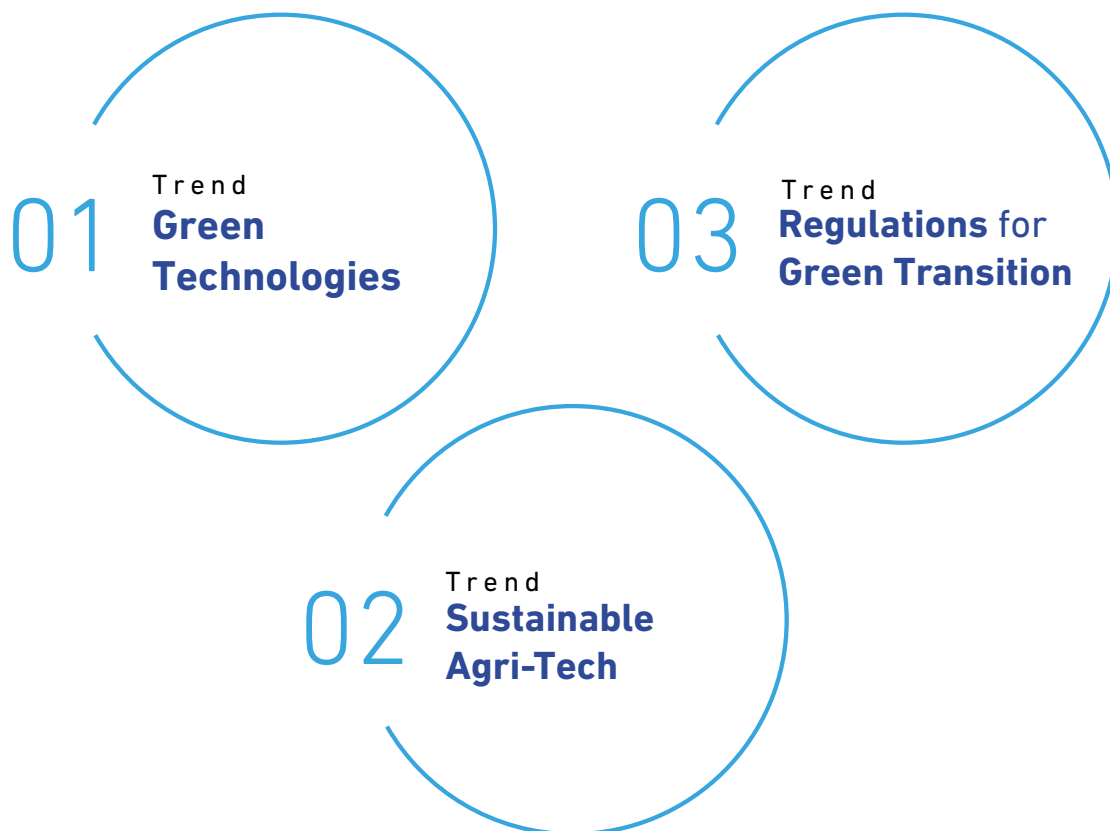 01
Trend
Green
Technologies
02
Trend
Sustainable
Agri-Tech
03
Trend
Regulations for
Green Transition